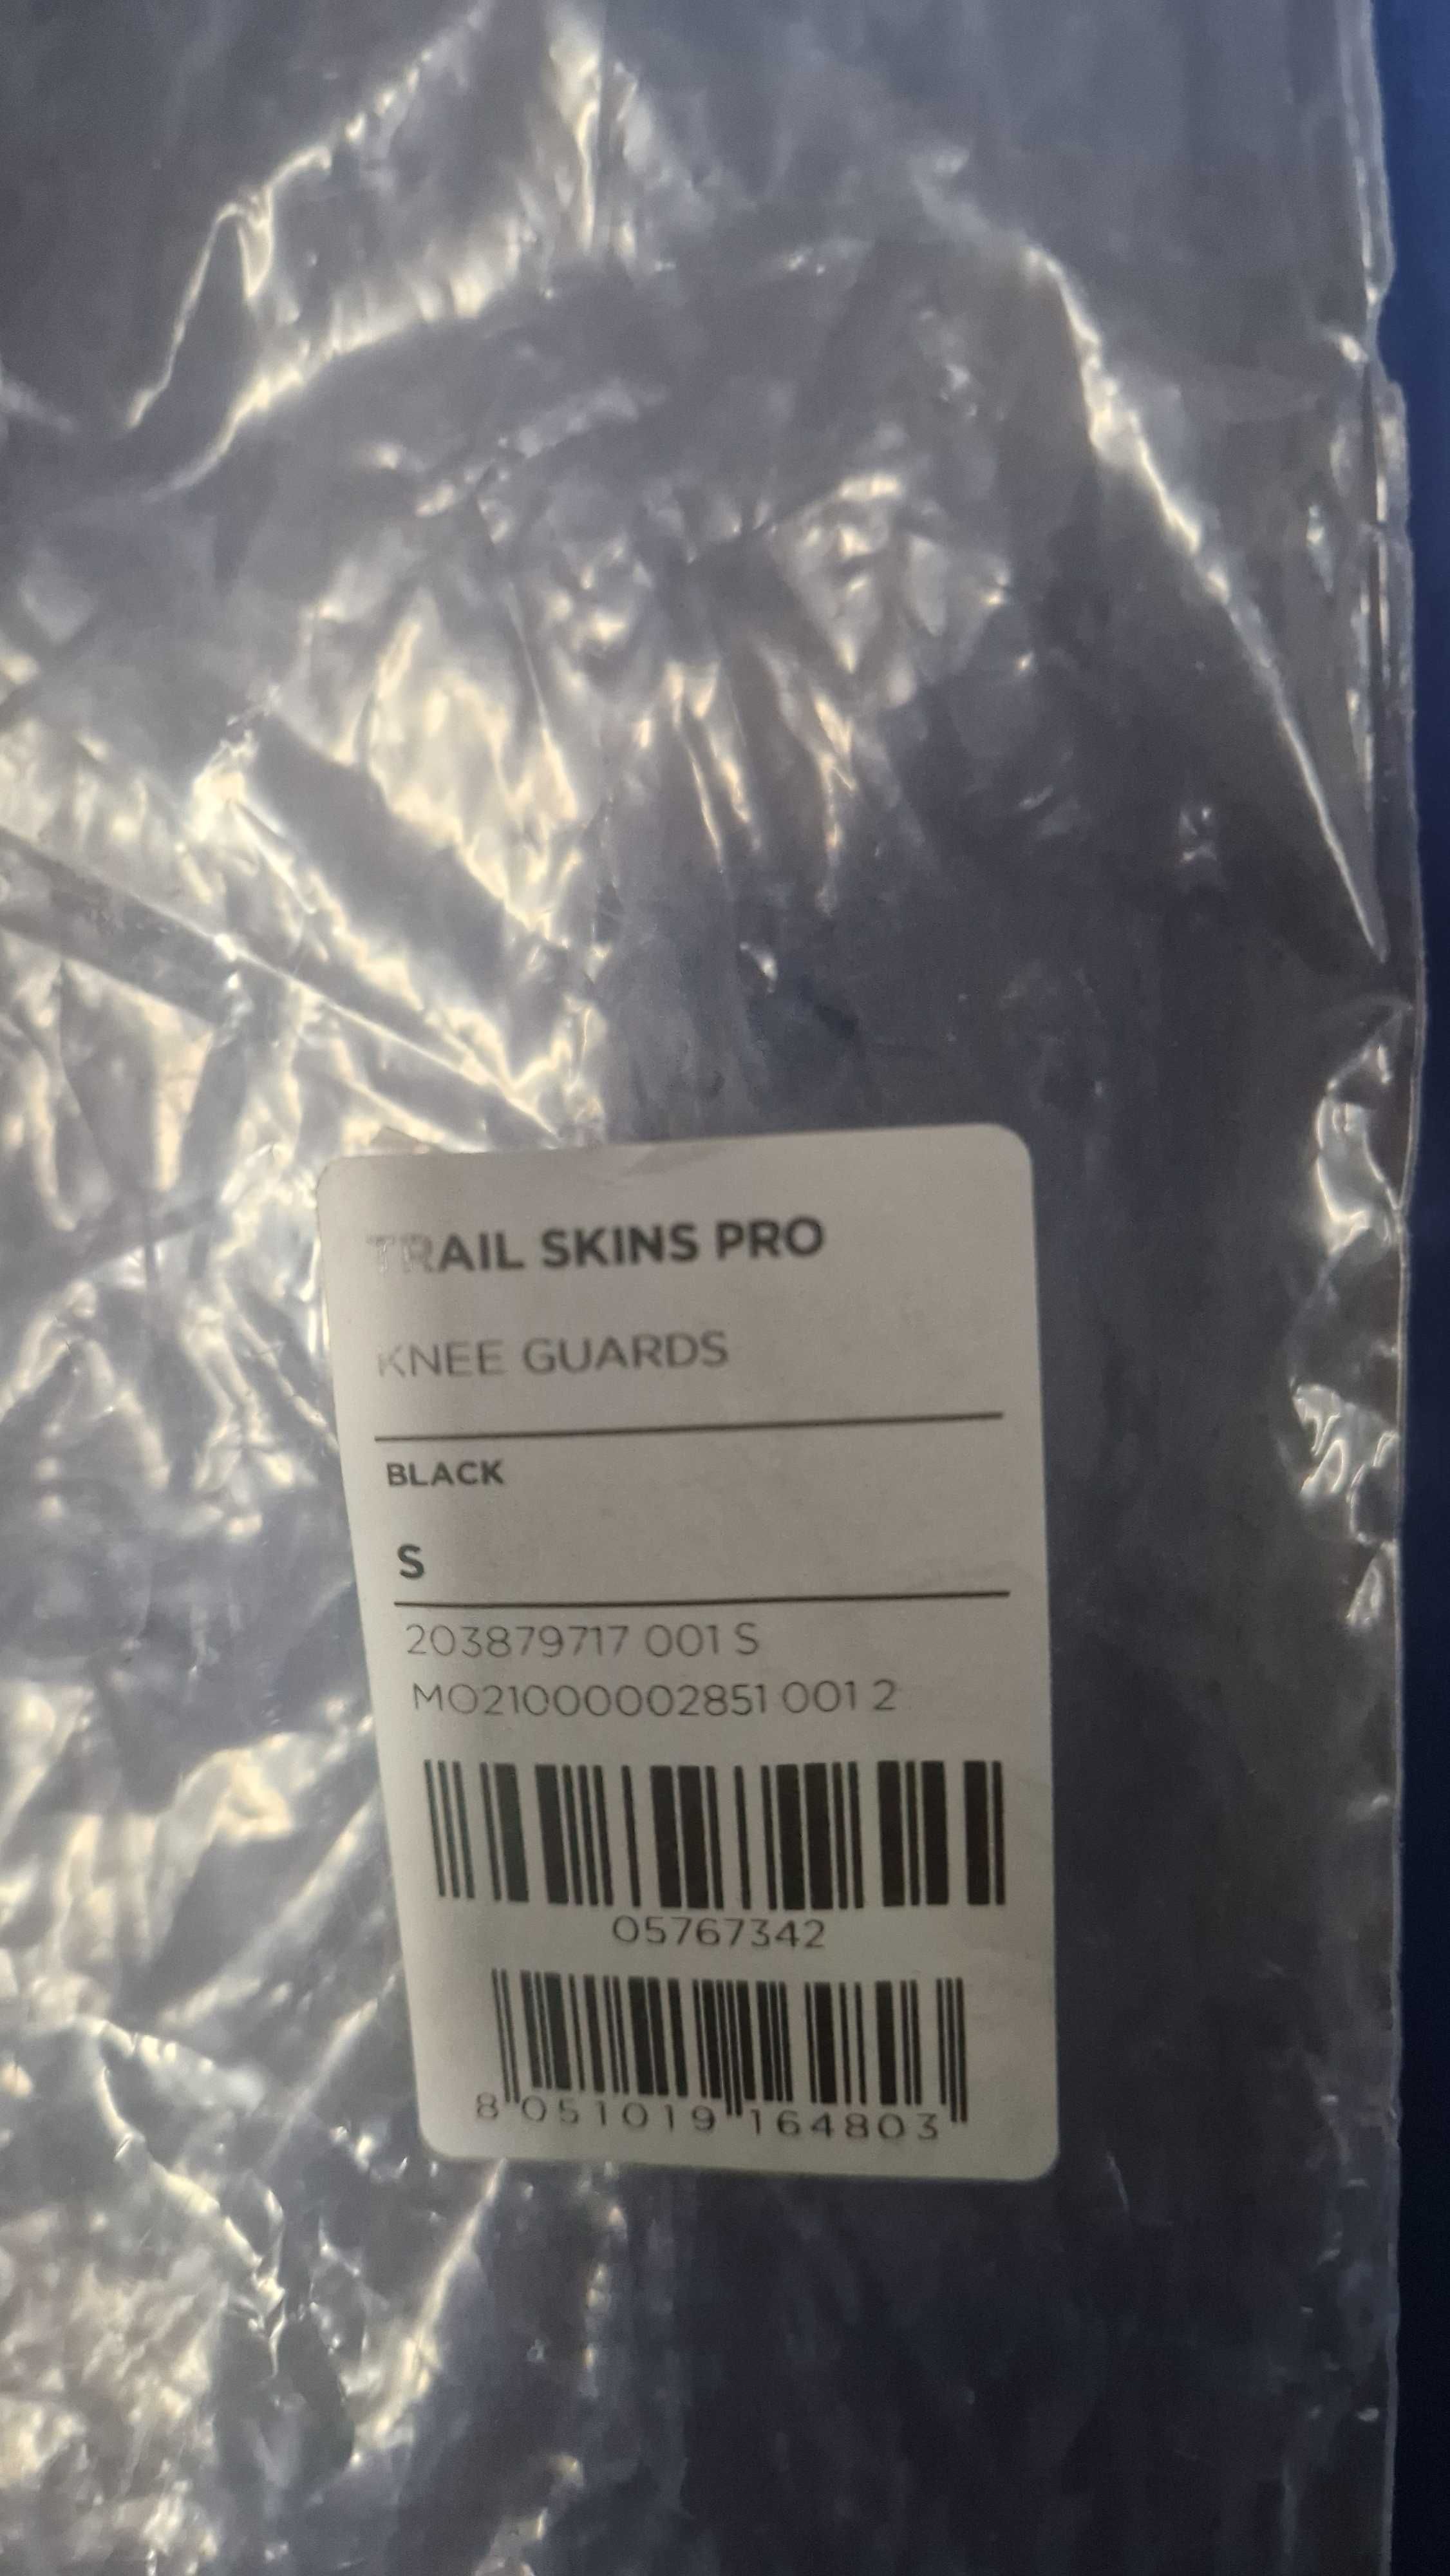 TRAIL SKINS PRO
KNEE GUARDS
BLACK
S
203879717 001 S
MO21000002851 001 2
05767342
8 051019 164803